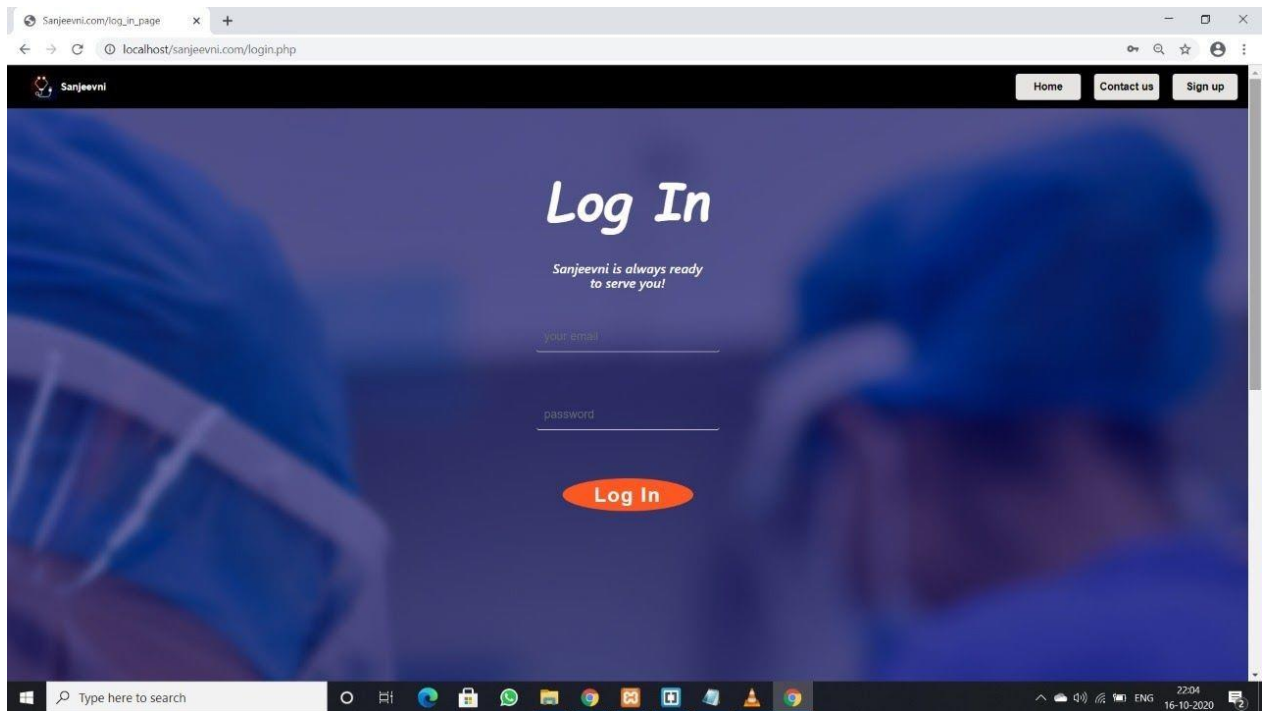 Sanjeevni.com/log_in_page
localhost/sanjeevni.com/login.php
Sanjeevni
Home
Contact us
Sign up
Log In
Sanjeevni is always ready
to serve you!
your email
password
Log In
Type here to search
ENG
22:04
16-10-2020
2